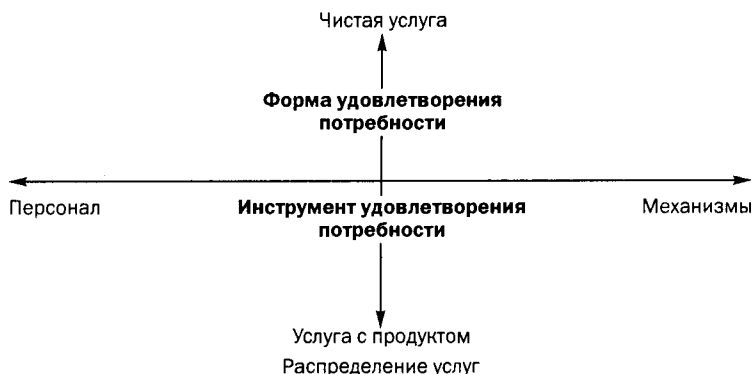 Чистая услуга
Форма удовлетворения
потребности
Персонал
Инструмент удовлетворения
потребности
Механизмы
Услуга с продуктом
Распределение услуг